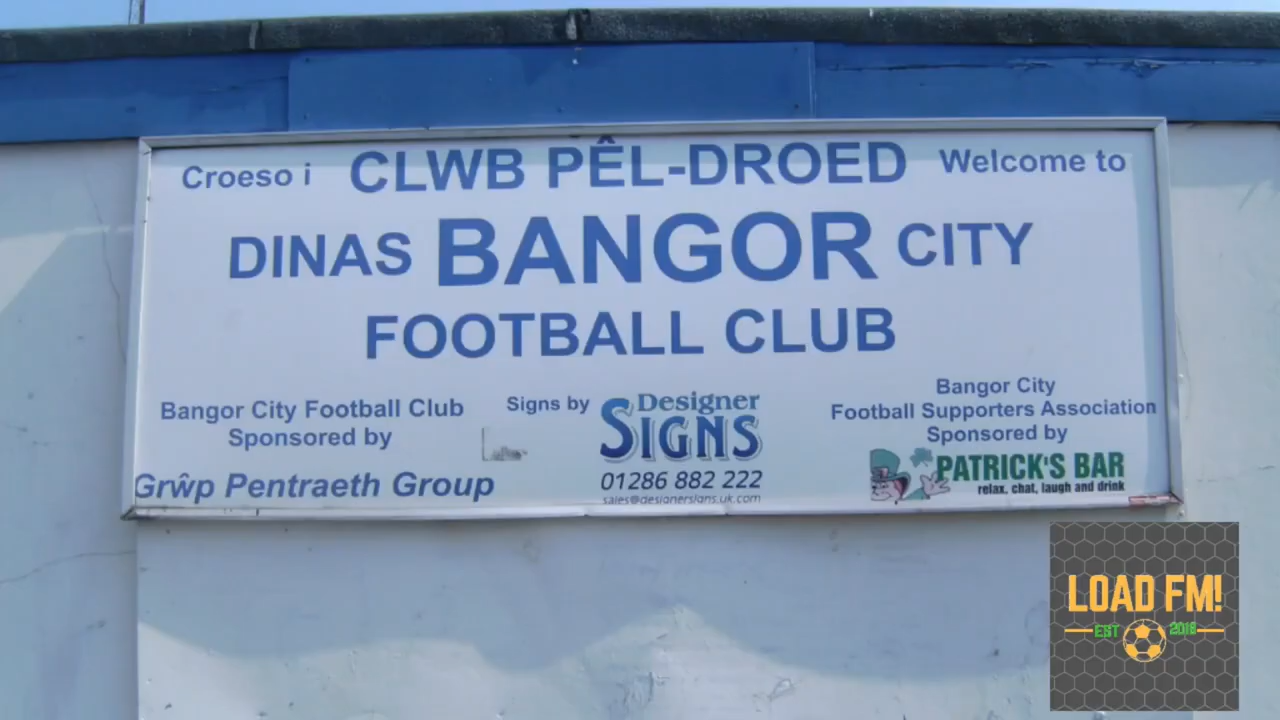 Croeso i CLWB PÊL-DROED Welcome to
DINAS BANGOR CITY
FOOTBALL CLUB
Bangor City Football Club
Sponsored by
Grŵp Pentraeth Group
Signs by
Designer
SIGNS
01286 882 222
sales@designersigns.uk.com
Bangor City
Football Supporters Association
Sponsored by
PATRICK'S BAR
relax, chat, laugh and drink
LOAD FM!
EST 2018